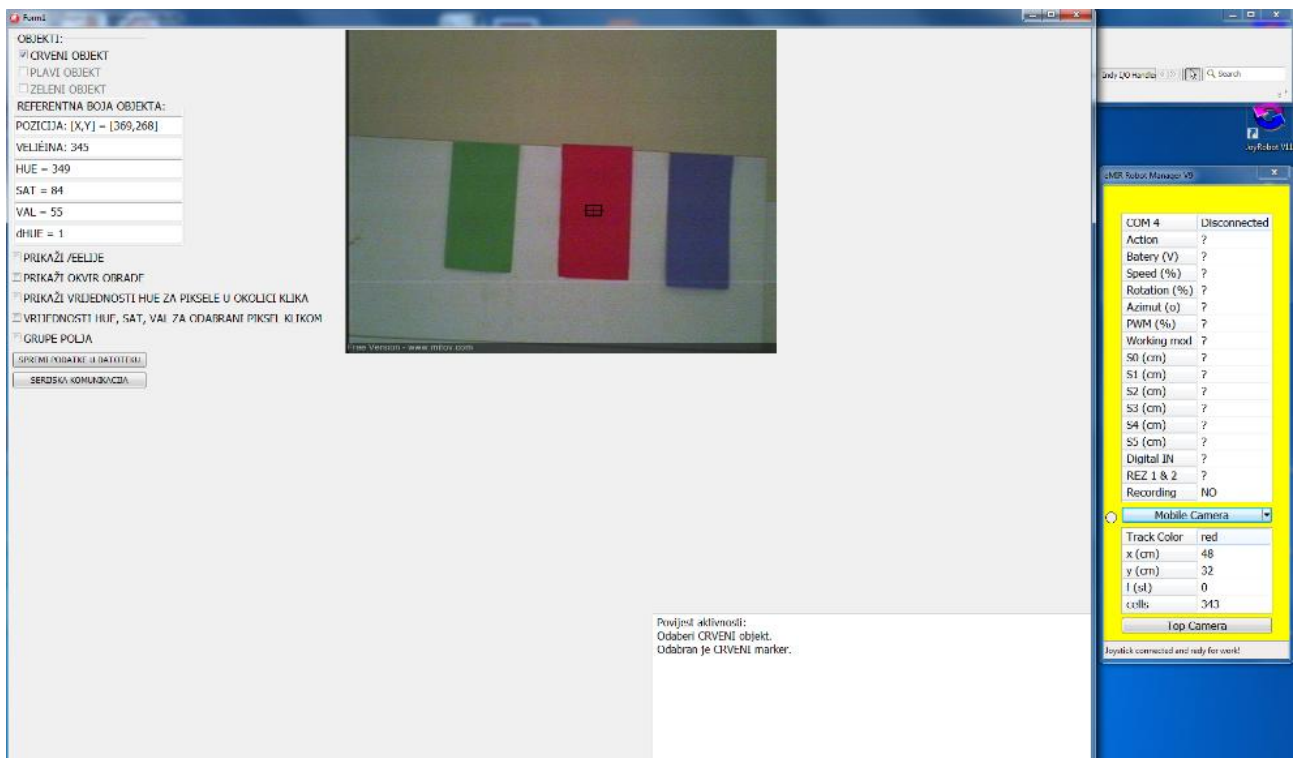 Form1
OBJEKTI:
CRVENI OBJEKT
PLAVI OBJEKT
ZELENI OBJEKT
REFERENTNA BOJA OBJEKTA:
POZICIJA: [X,Y] = [369,268]
VELIÈINA: 345
HUE = 349
SAT = 84
VAL = 55
dHUE = 1
PRIKAŽI ÆELIJE
PRIKAŽI OKVIR OBRADE
PRIKAŽI VRIJEDNOSTI HUE ZA PIKSELE U OKOLICI KLIKA
VRIJEDNOSTI HUE, SAT, VAL ZA ODABRANI PIKSEL KLIKOM
GRUPE POLJA
SPREMI PODATKE U DATOTEKU
SERIJSKA KOMUNIKACIJA
Free Version - www.mitov.com
Povijest aktivnosti:
Odaberi CRVENI objekt.
Odabran je CRVENI marker.
Indy I/O Handler
Search
JoyRobot V11
eMIR Robot Manager V9
COM 4 Disconnected
Action ?
Batery (V) ?
Speed (%) ?
Rotation (%) ?
Azimut (o) ?
PWM (%) ?
Working mod ?
S0 (cm) ?
S1 (cm) ?
S2 (cm) ?
S3 (cm) ?
S4 (cm) ?
S5 (cm) ?
Digital IN ?
REZ 1 & 2 ?
Recording NO
Mobile Camera
Track Color red
x (cm) 48
y (cm) 32
f (st.) 0
cells 343
Top Camera
Joystick connected and redy for work!